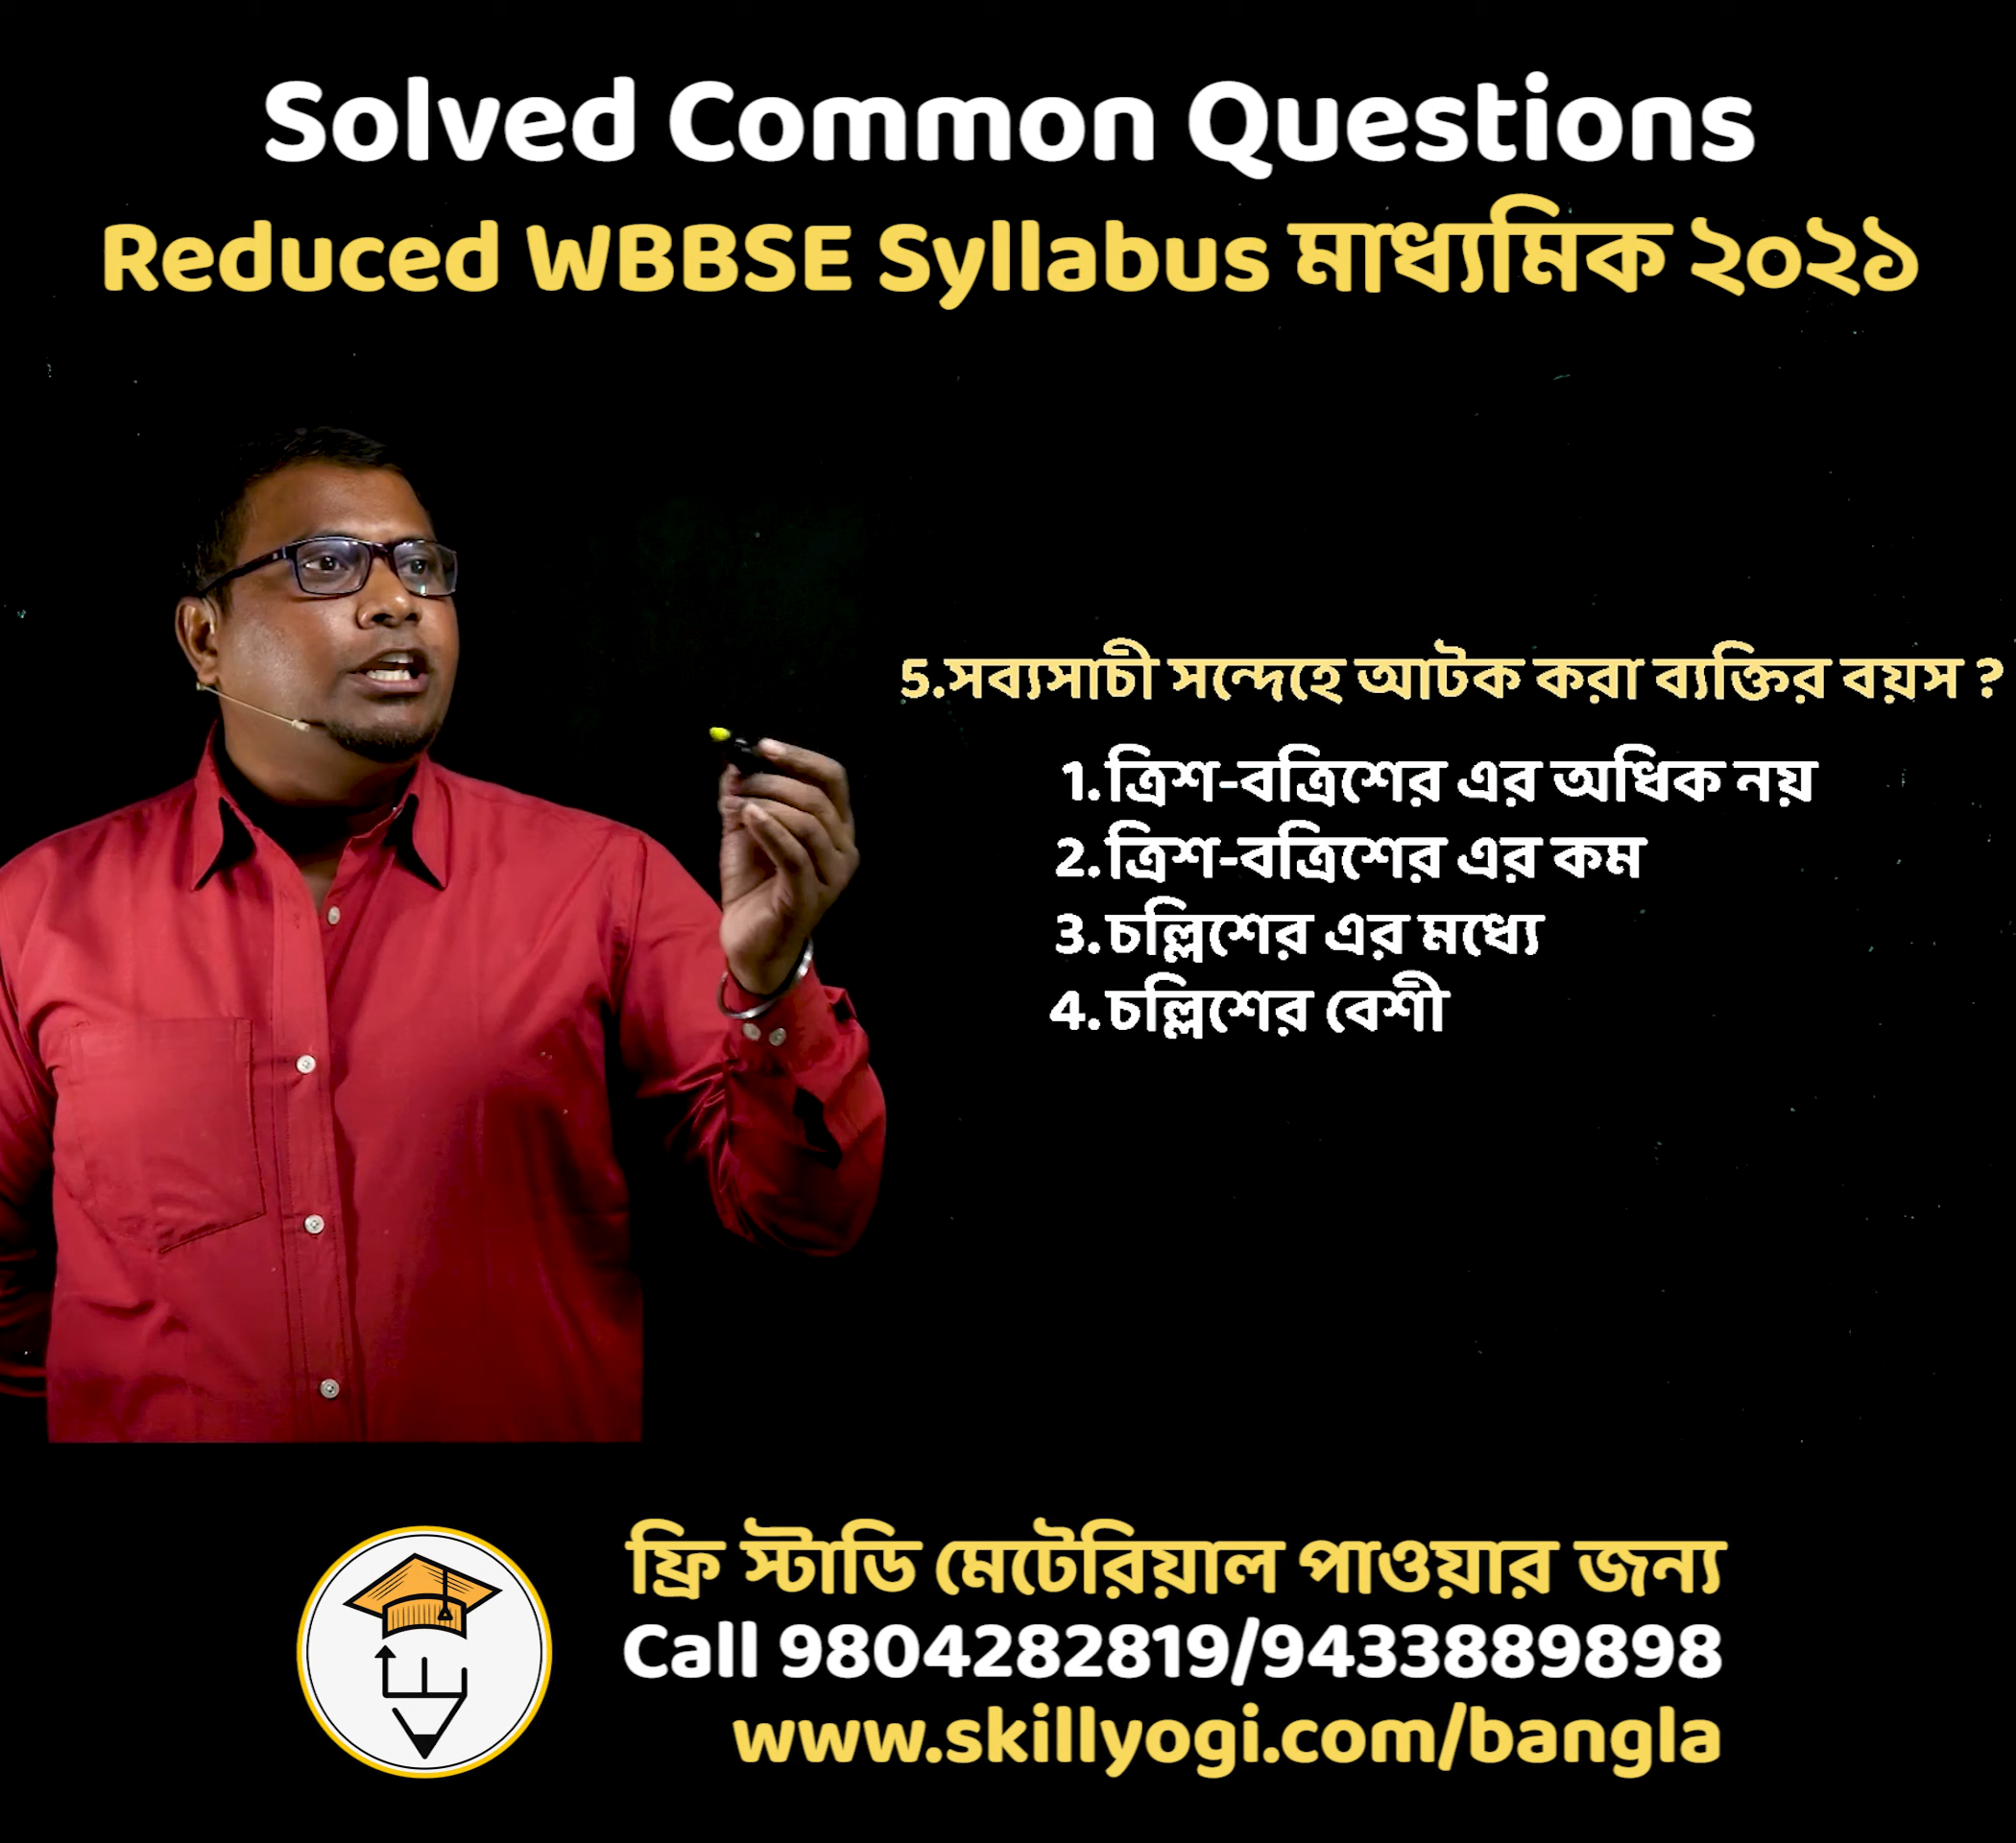 Solved Common Questions
Reduced WBBSE Syllabus মাধ্যমিক ২০২১
5.সব্যসাচী সন্দেহে আটক করা ব্যক্তির বয়স ?
1.ত্রিশ-বত্রিশের এর অধিক নয়
2.ত্রিশ-বত্রিশের এর কম
3.চল্লিশের এর মধ্যে
4.চল্লিশের বেশী
ফ্রি স্টাডি মেটেরিয়াল পাওয়ার জন্য
Call 9804282819/9433889898
www.skillyogi.com/bangla